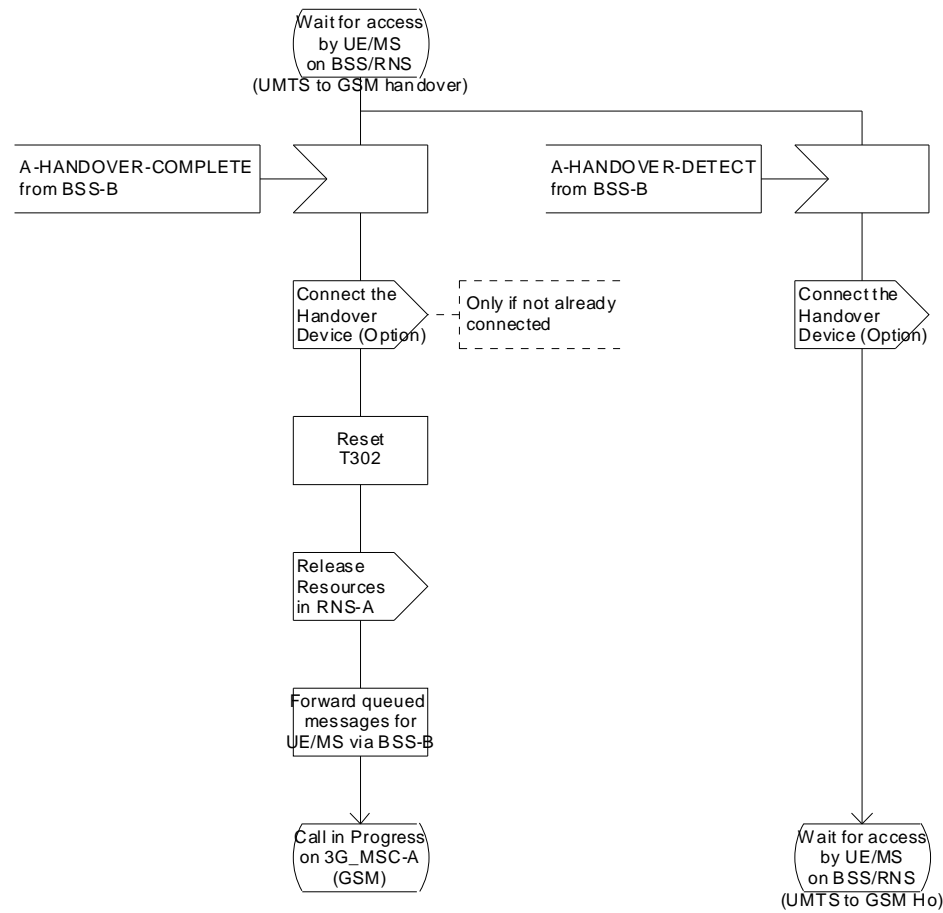 Wait for access
by UE/MS
on BSS/RNS
(UMTS to GSM handover)
A-HANDOVER-COMPLETE
from BSS-B
A-HANDOVER-DETECT
from BSS-B
Connect the
Handover
Device (Option)
Only if not already
connected
Connect the
Handover
Device (Option)
Reset
T302
Release
Resources
in RNS-A
Forward queued
messages for
UE/MS via BSS-B
Call in Progress
on 3G_MSC-A
(GSM)
Wait for access
by UE/MS
on BSS/RNS
(UMTS to GSM Ho)